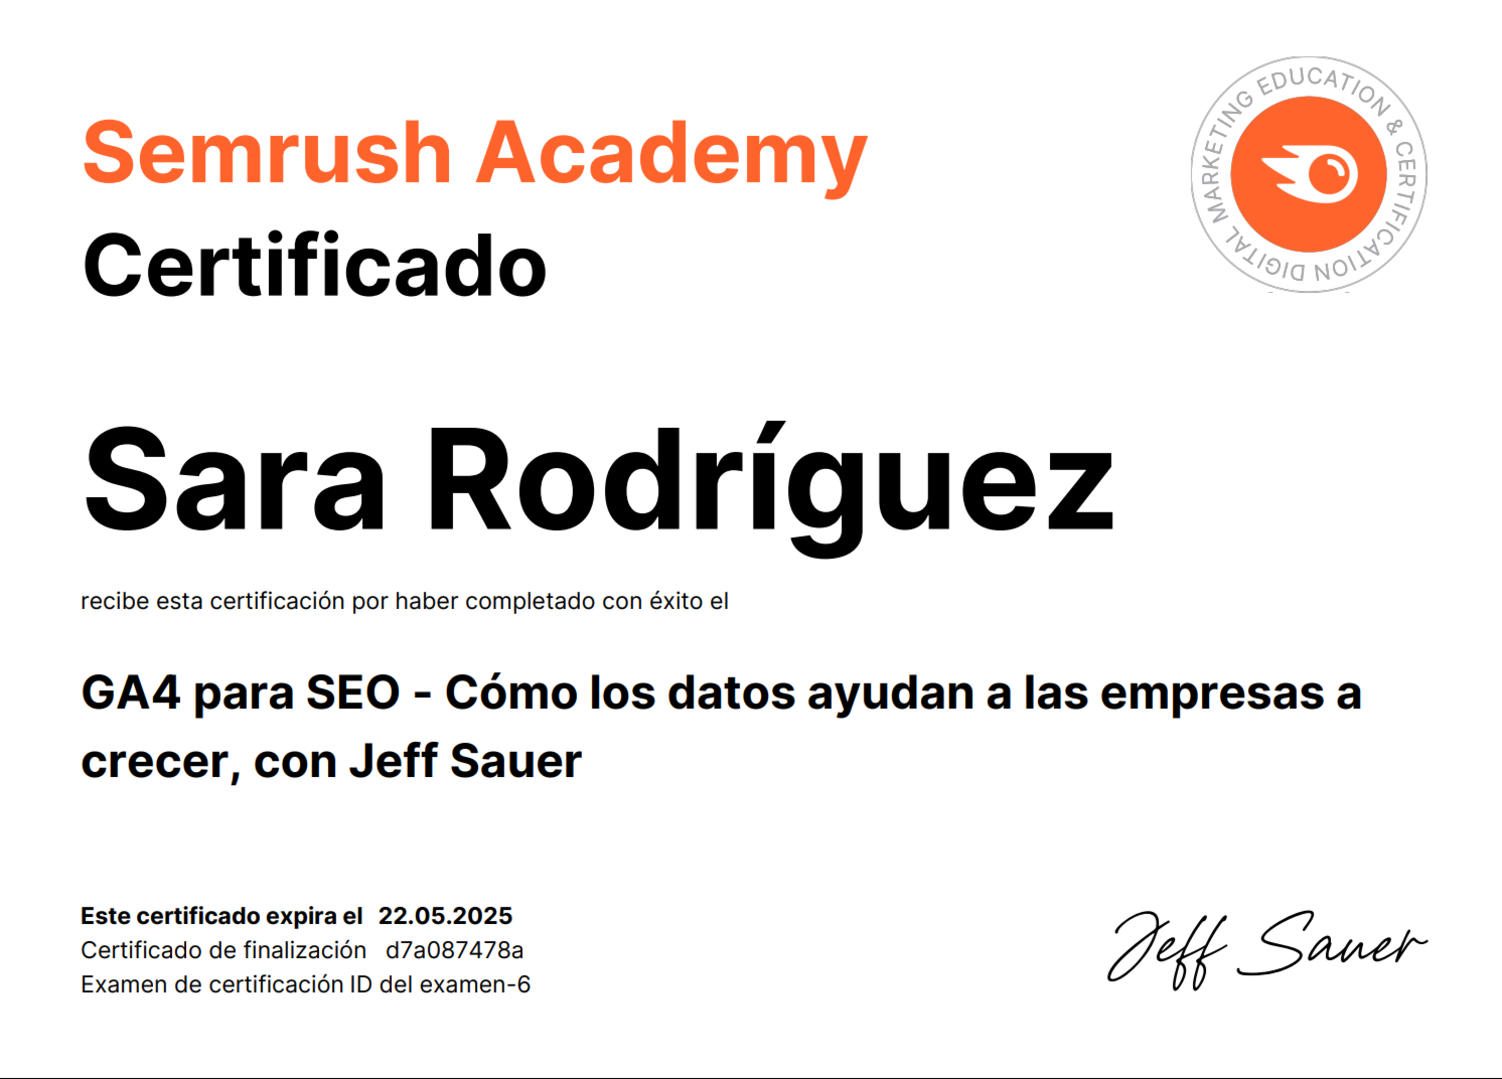 Semrush Academy
Certificado
DIGITAL MARKETING EDUCATION & CERTIFICATION
Sara Rodríguez
recibe esta certificación por haber completado con éxito el
GA4 para SEO - Cómo los datos ayudan a las empresas a
crecer, con Jeff Sauer
Este certificado expira el 22.05.2025
Certificado de finalización d7a087478a
Examen de certificación ID del examen-6
Jeff Sauer